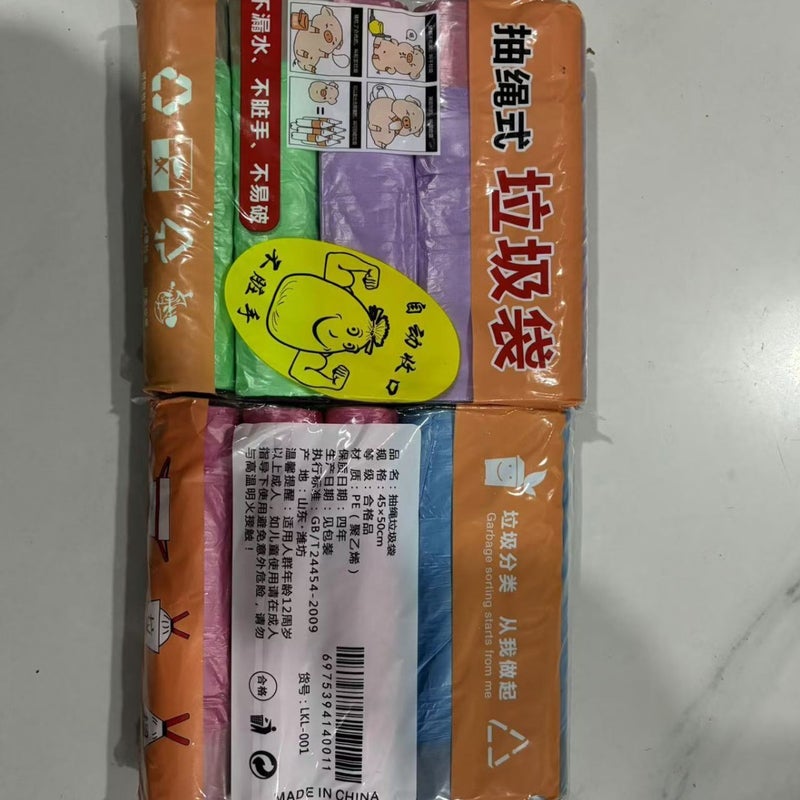 抽绳式
垃圾袋
不漏水、不脏手、不易破
自动收口
不脏手
垃圾分类 从我做起
Garbage sorting starts from me
品 名：抽绳垃圾袋
规 格：45×50cm
等 级：合格品
材 质：PE（聚乙烯）
保质日期：四年
生产日期：见包装
执行标准：GB/T24454-2009
产 地：山东·潍坊
温馨提醒：适用人群年龄12周岁
以上成人，如儿童使用请在成人
指导下使用避免意外危险，请勿
与高温明火接触！
6975394140011
货号：LKL-001
合格
MADE IN CHINA